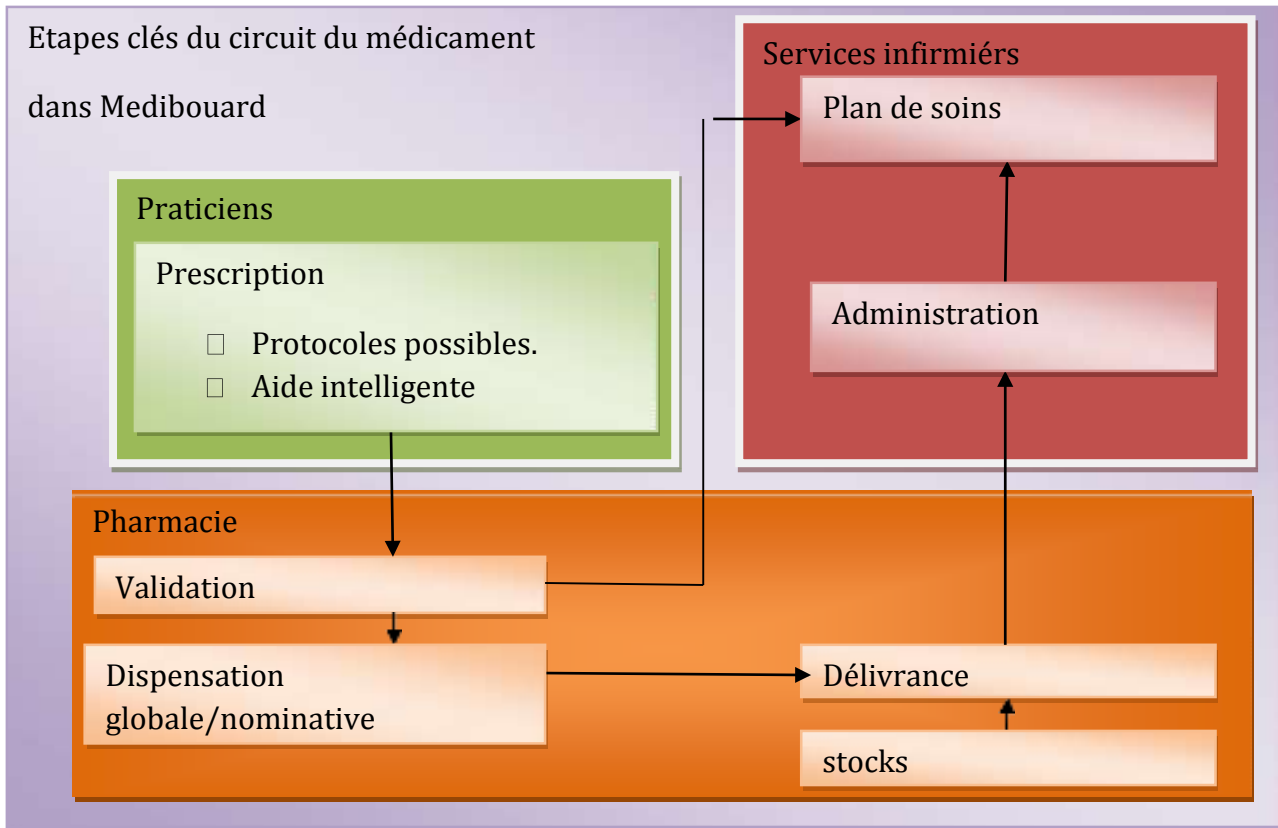 Etapes clés du circuit du médicament
dans Medibouard
Services infirmiérs
Plan de soins
Administration
Praticiens
Prescription
□ Protocoles possibles.
□ Aide intelligente
Pharmacie
Validation
Dispensation
globale/nominative
Délivrance
stocks